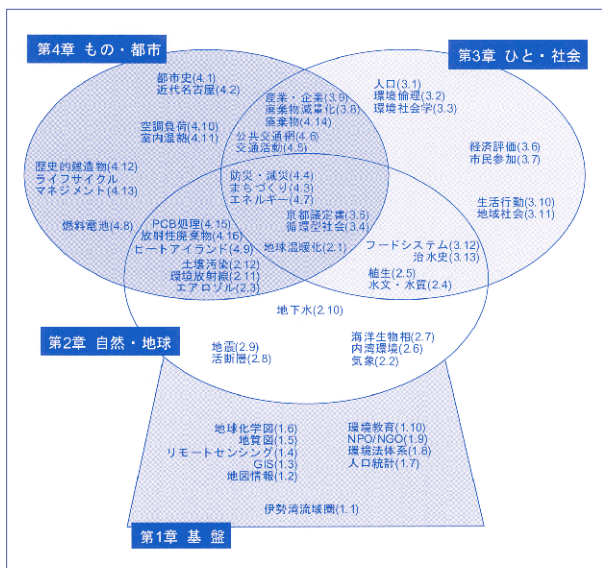 第4章 もの・都市
第3章 ひと・社会
都市史(4.1)
近代名古屋(4.2)
産業・企業(3.9)
廃棄物減量化(3.8)
廃棄物(4.14)
人口(3.1)
環境倫理(3.2)
環境社会学(3.3)
空調負荷(4.10)
室内温熱(4.11)
公共交通網(4.6)
交通活動(4.5)
経済評価(3.6)
市民参加(3.7)
歴史的建造物(4.12)
ライフサイクル
マネジメント(4.13)
防災・減災(4.4)
まちづくり(4.3)
エネルギー(4.7)
生活行動(3.10)
地域社会(3.11)
燃料電池(4.8)
PCB処理(4.15)
放射性廃棄物(4.16)
ヒートアイランド(4.9)
京都議定書(3.5)
循環型社会(3.4)
地球温暖化(2.1)
フードシステム(3.12)
治水史(3.13)
土壌汚染(2.12)
環境放射線(2.11)
エアロゾル(2.3)
植生(2.5)
水文・水質(2.4)
地下水(2.10)
第2章 自然・地球
地震(2.9)
活断層(2.8)
海洋生物相(2.7)
内湾環境(2.6)
気象(2.2)
地球化学図(1.6)
地質図(1.5)
リモートセンシング(1.4)
GIS(1.3)
地図情報(1.2)
環境教育(1.10)
NPO/NGO(1.9)
環境法体系(1.8)
人口統計(1.7)
伊勢湾流域圏(1.1)
第1章 基 盤